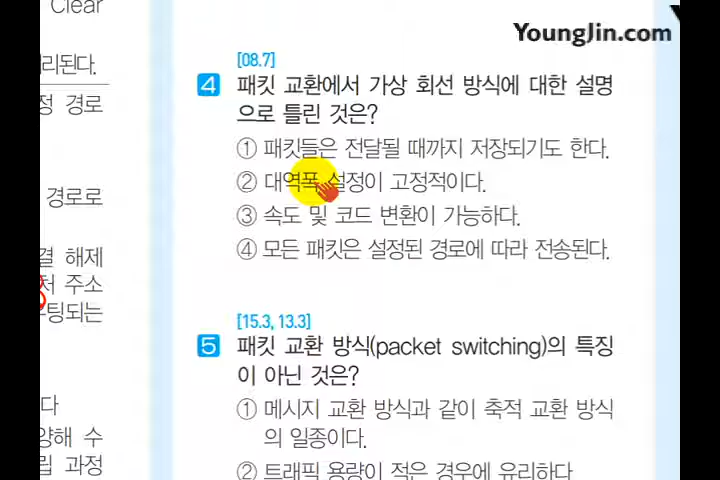 Clear
YoungJin.com
리된다.
정 경로
경로로
결 해제
처 주소
팅되는
다
양해 수
립 과정
[08.7]
4 패킷 교환에서 가상 회선 방식에 대한 설명
으로 틀린 것은?
① 패킷들은 전달될 때까지 저장되기도 한다.
② 대역폭 설정이 고정적이다.
③ 속도 및 코드 변환이 가능하다.
④ 모든 패킷은 설정된 경로에 따라 전송된다.
[15.3, 13.3]
5 패킷 교환 방식(packet switching)의 특징
이 아닌 것은?
① 메시지 교환 방식과 같이 축적 교환 방식
의 일종이다.
② 트래픽 용량이 적은 경우에 유리하다